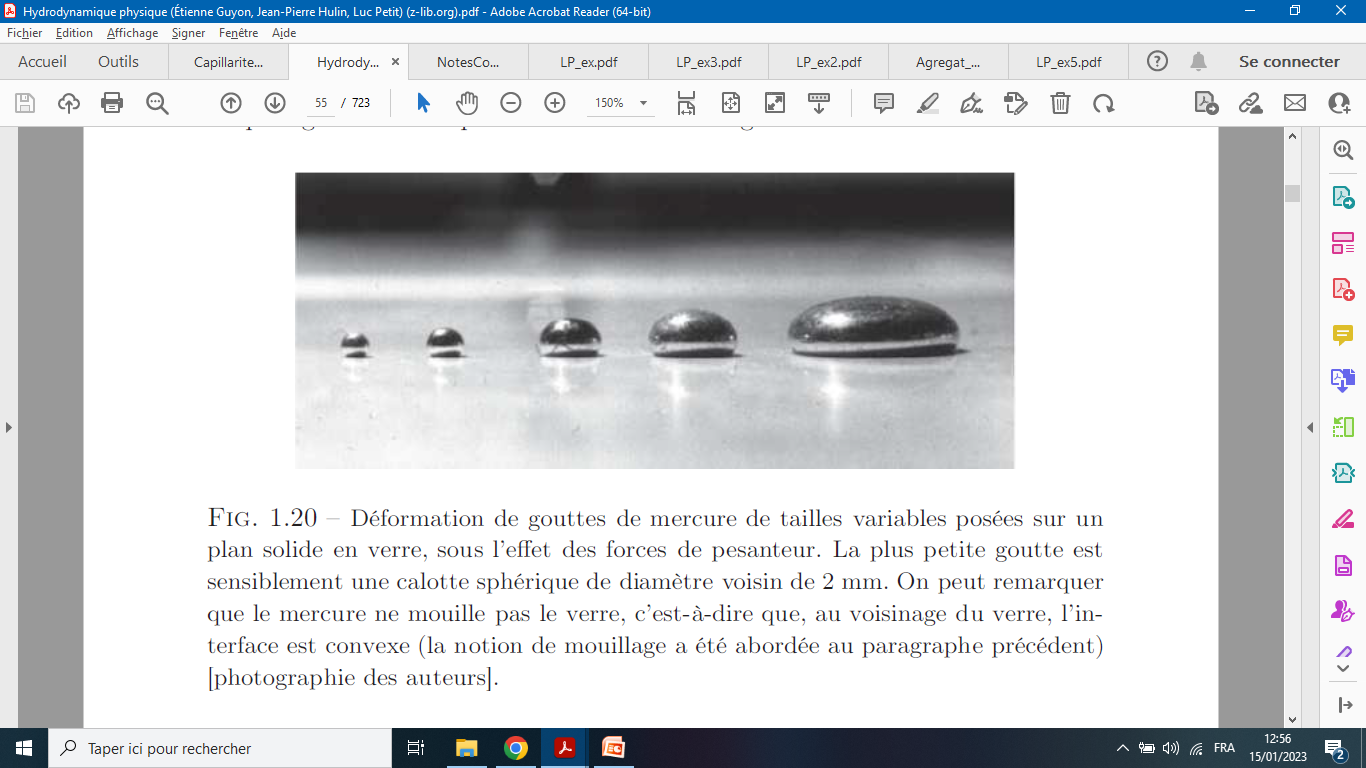 Hydrodynamique physique (Étienne Guyon, Jean-Pierre Hulin, Luc Petit) (z-lib.org).pdf - Adobe Acrobat Reader (64-bit)
Fichier Edition Affichage Signer Fenêtre Aide
Accueil Outils Capillarite... Hydrody... × NotesCo... LP_ex.pdf LP_ex3.pdf LP_ex2.pdf Agregat_... LP_ex5.pdf Se connecter
55 / 723 150%
FIG. 1.20 – Déformation de gouttes de mercure de tailles variables posées sur un
plan solide en verre, sous l'effet des forces de pesanteur. La plus petite goutte est
sensiblement une calotte sphérique de diamètre voisin de 2 mm. On peut remarquer
que le mercure ne mouille pas le verre, c'est-à-dire que, au voisinage du verre, l'in-
terface est convexe (la notion de mouillage a été abordée au paragraphe précédent)
[photographie des auteurs].
Taper ici pour rechercher
FRA
12:56
15/01/2023
2